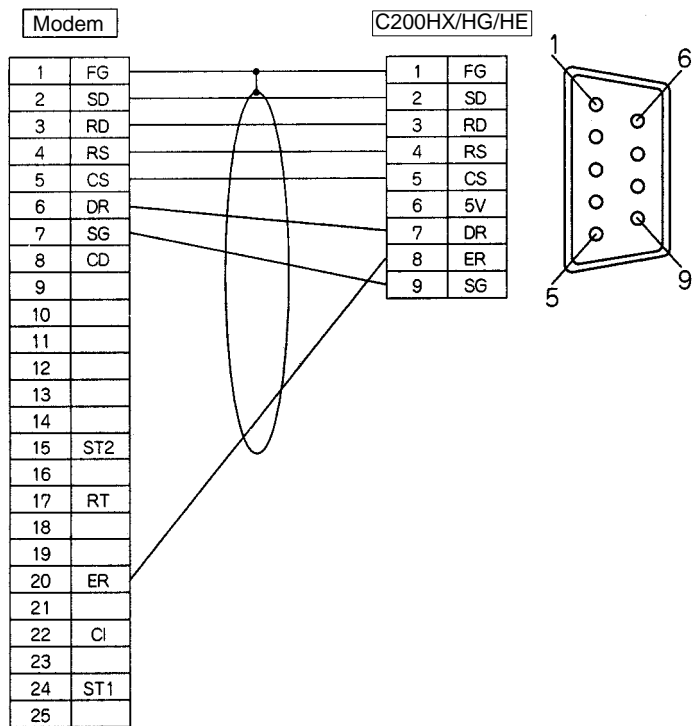 Modem
1 FG
2 SD
3 RD
4 RS
5 CS
6 DR
7 SG
8 CD
9
10
11
12
13
14
15 ST2
16
17 RT
18
19
20 ER
21
22 CI
23
24 ST1
25
C200HX/HG/HE
1 FG
2 SD
3 RD
4 RS
5 CS
6 5V
7 DR
8 ER
9 SG
1
6
5
9